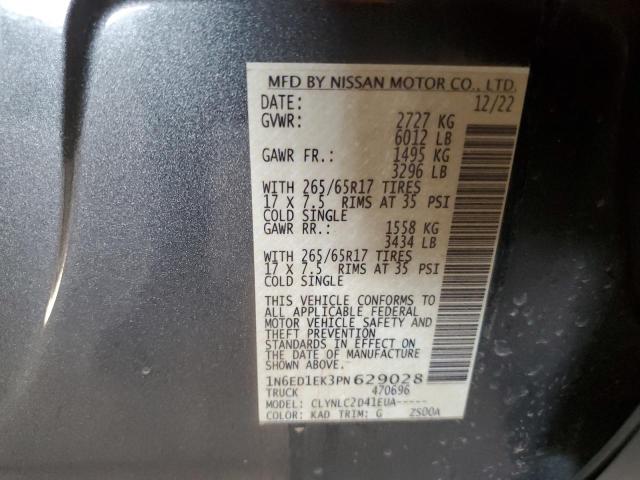 MFD BY NISSAN MOTOR CO., LTD.
DATE: 12/22
GVWR: 2727 KG
6012 LB
GAWR FR.: 1495 KG
3296 LB
WITH 265/65R17 TIRES
17 X 7.5 RIMS AT 35 PSI
COLD SINGLE
GAWR RR.: 1558 KG
3434 LB
WITH 265/65R17 TIRES
17 X 7.5 RIMS AT 35 PSI
COLD SINGLE
THIS VEHICLE CONFORMS TO
ALL APPLICABLE FEDERAL
MOTOR VEHICLE SAFETY AND
THEFT PREVENTION
STANDARDS IN EFFECT ON
THE DATE OF MANUFACTURE
SHOWN ABOVE.
1N6ED1EK3PN629028
TRUCK 470696
MODEL: CLYNLC2D41EUA-----
COLOR: KAD TRIM: G ZS00A